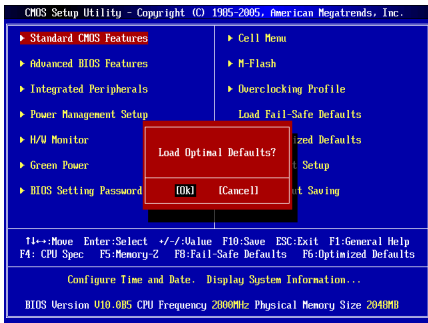 CMOS Setup Utility - Copyright (C) 1985-2005, American Megatrends, Inc.
Standard CMOS Features
Cell Menu
Advanced BIOS Features
M-Flash
Integrated Peripherals
Overclocking Profile
Power Management Setup
Load Fail-Safe Defaults
H/W Monitor
ized Defaults
Load Optimal Defaults?
Green Power
t Setup
BIOS Setting Password
[Ok] [Cancel]
ut Saving
↑↓←→:Move Enter:Select +/-/:Value F10:Save ESC:Exit F1:General Help
F4: CPU Spec F5:Memory-Z F8:Fail-Safe Defaults F6:Optimized Defaults
Configure Time and Date. Display System Information...
BIOS Version V10.0B5 CPU Frequency 2800MHz Physical Memory Size 2048MB